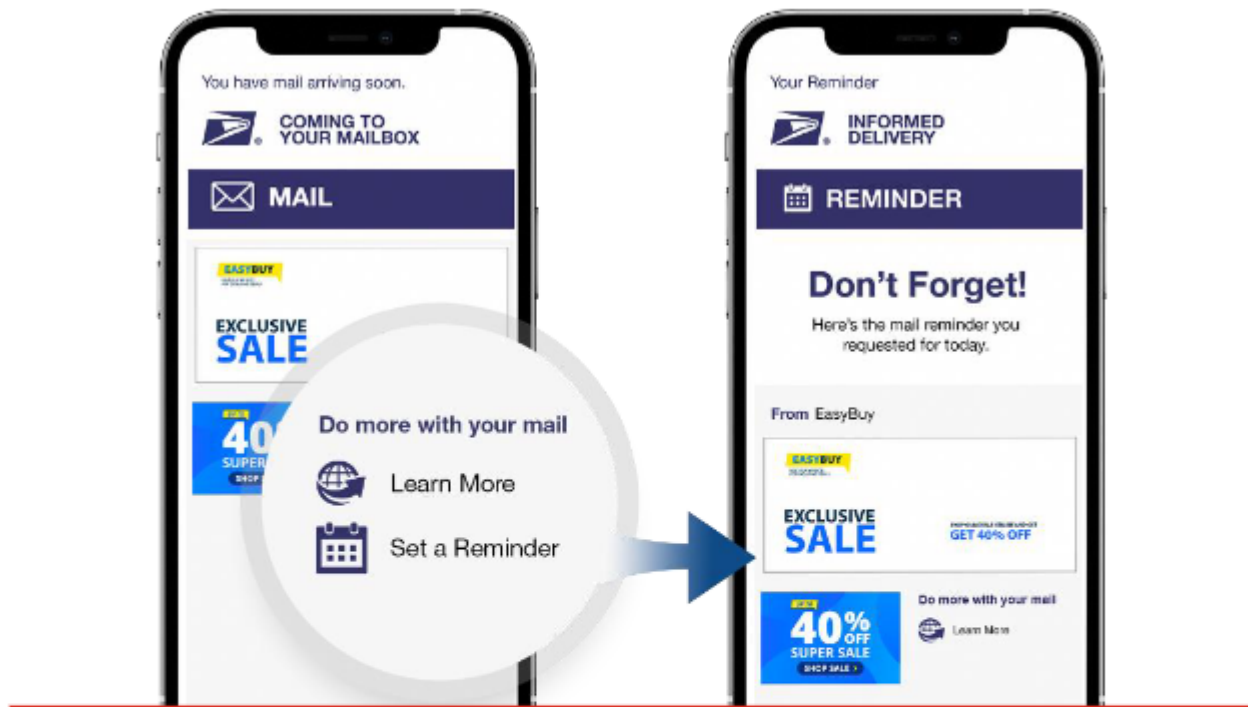 You have mail arriving soon.
COMING TO
YOUR MAILBOX
MAIL
EASYBUY
EXCLUSIVE
SALE
40
SUPER
SHOP
Do more with your mail
Learn More
Set a Reminder
Your Reminder
INFORMED
DELIVERY
REMINDER
Don't Forget!
Here's the mail reminder you
requested for today.
From EasyBuy
EASYBUY
EXCLUSIVE
SALE
GET 40% OFF
40% OFF
SUPER SALE
SHOP SALE >
Do more with your mail
Learn More